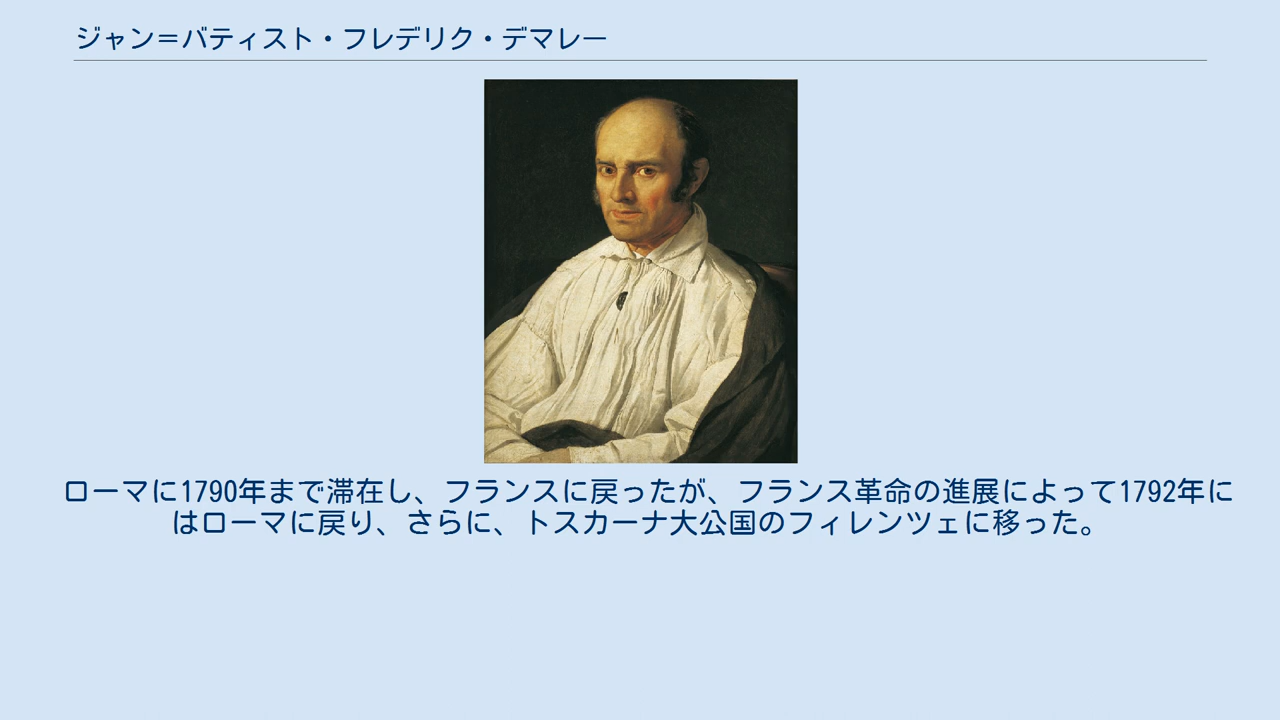 ジャン＝バティスト・フレデリク・デマレー
ローマに1790年まで滞在し、フランスに戻ったが、フランス革命の進展によって1792年に
はローマに戻り、さらに、トスカーナ大公国のフィレンツェに移った。